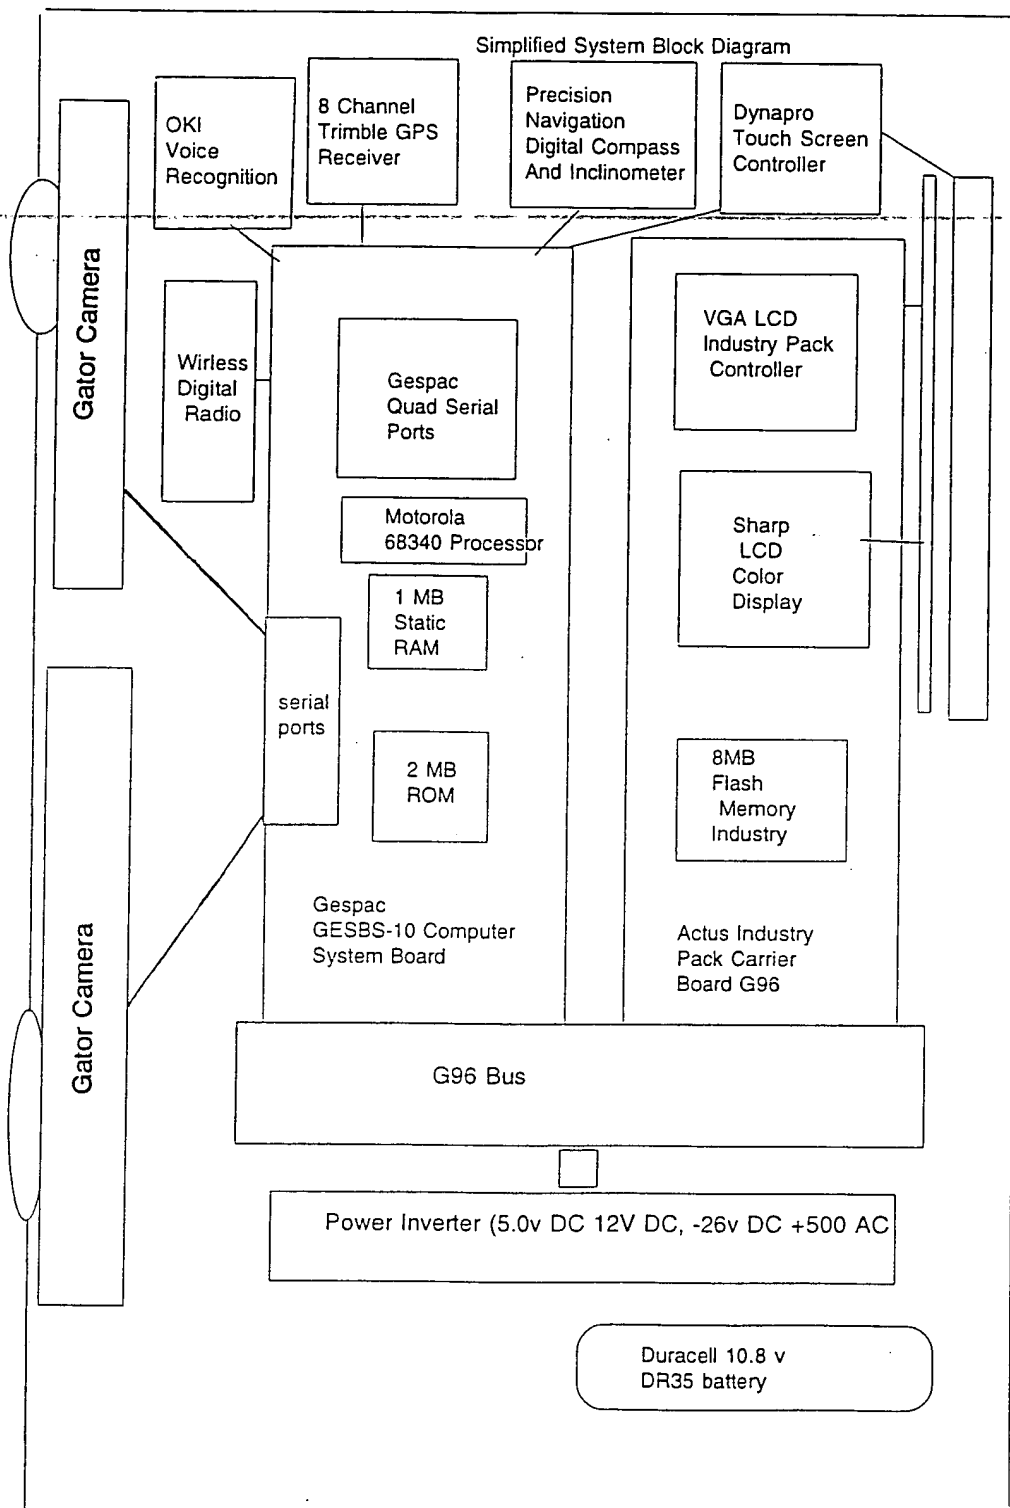 Simplified System Block Diagram
OKI
Voice
Recognition
8 Channel
Trimble GPS
Receiver
Precision
Navigation
Digital Compass
And Inclinometer
Dynapro
Touch Screen
Controller
Gator Camera
Wirless
Digital
Radio
Gespac
Quad Serial
Ports
VGA LCD
Industry Pack
Controller
Motorola
68340 Processor
Sharp
LCD
Color
Display
1 MB
Static
RAM
serial
ports
2 MB
ROM
8MB
Flash
Memory
Industry
Gespac
GESBS-10 Computer
System Board
Actus Industry
Pack Carrier
Board G96
Gator Camera
G96 Bus
Power Inverter (5.0v DC 12V DC, -26v DC +500 AC
Duracell 10.8 v
DR35 battery